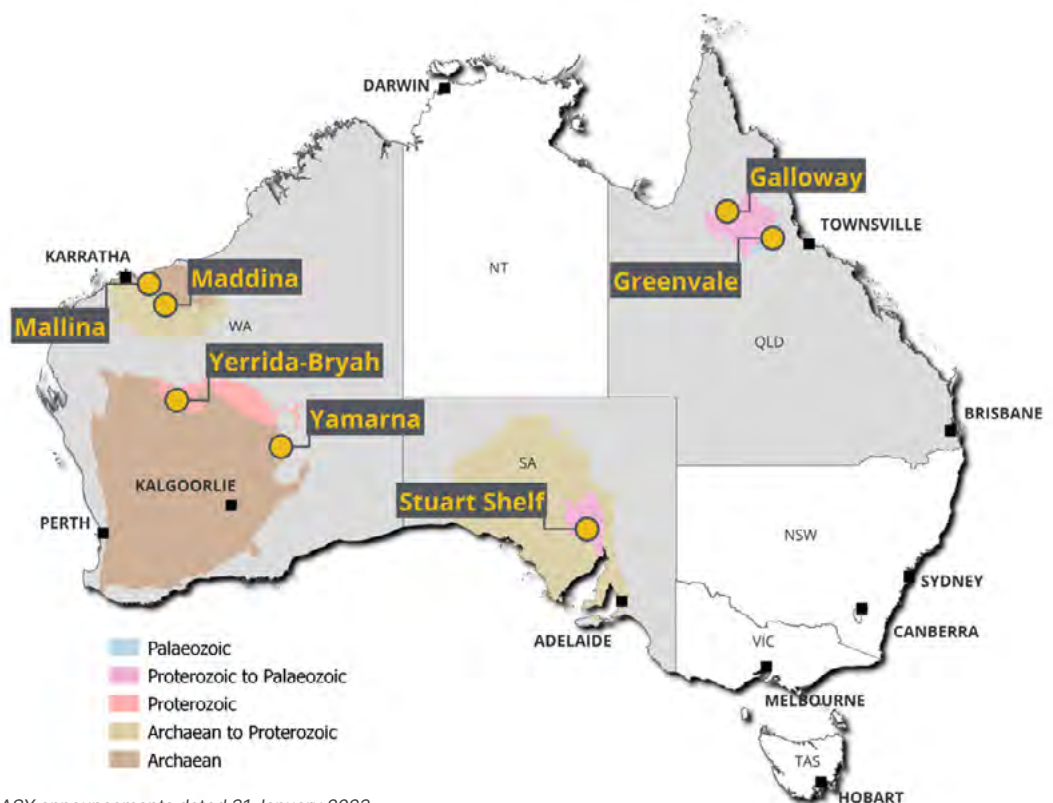 DARWIN
Galloway
TOWNSVILLE
KARRATHA
Maddina
NT
Greenvale
Mallina
WA
QLD
Yerrida-Bryah
BRISBANE
Yamarna
SA
KALGOORLIE
Stuart Shelf
PERTH
NSW
SYDNEY
CANBERRA
ADELAIDE
VIC
MELBOURNE
Palaeozoic
Proterozoic to Palaeozoic
Proterozoic
Archaean to Proterozoic
Archaean
TAS
HOBART